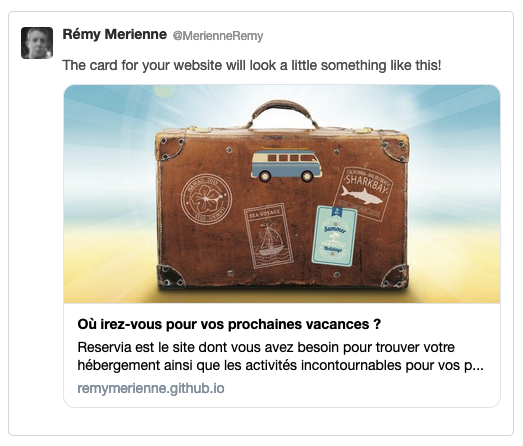 Rémy Merienne @MerienneRemy
The card for your website will look a little something like this!
SHARKBAY
SEA VOYAGE
Summer
Holidays
Où irez-vous pour vos prochaines vacances ?
Reservia est le site dont vous avez besoin pour trouver votre
hébergement ainsi que les activités incontournables pour vos p...
remymerienne.github.io